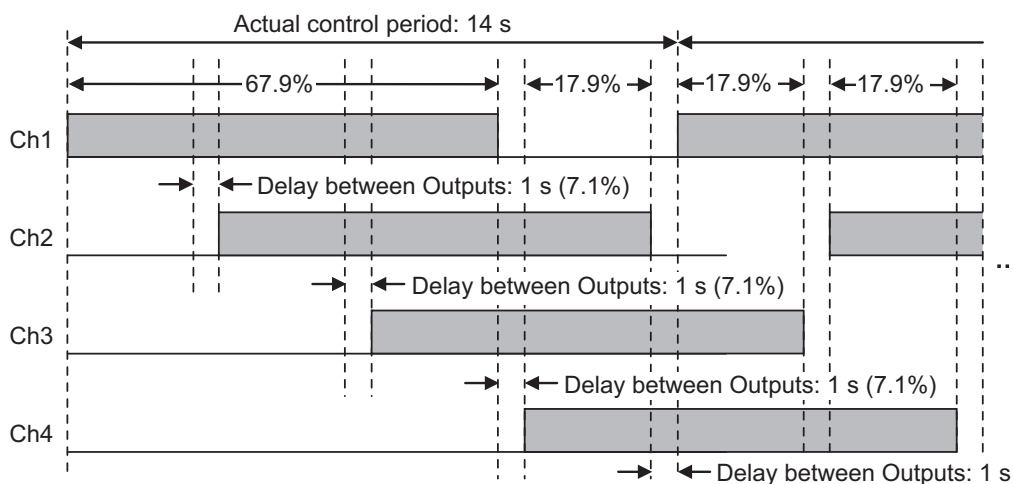 Actual control period: 14 s
67.9% 17.9% 17.9% 17.9%
Ch1
Delay between Outputs: 1 s (7.1%)
Ch2
..
Delay between Outputs: 1 s (7.1%)
Ch3
Delay between Outputs: 1 s (7.1%)
Ch4
Delay between Outputs: 1 s